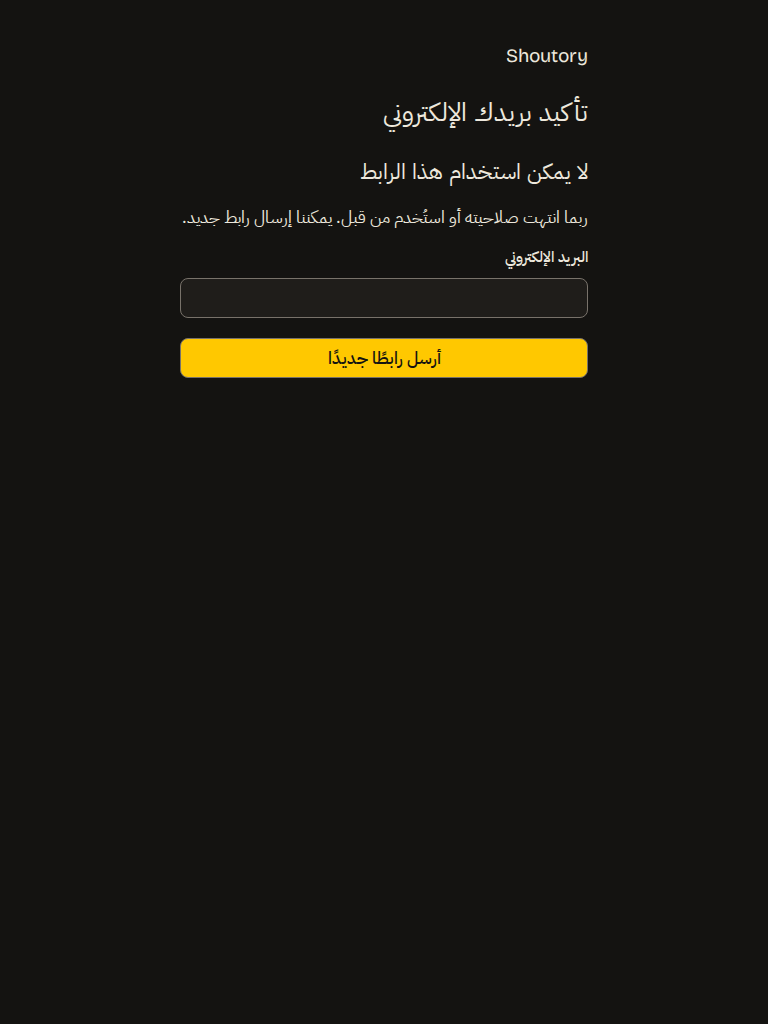 Shoutory
تأكيد بريدك الإلكتروني
لا يمكن استخدام هذا الرابط
ربما انتهت صلاحيته أو استُخدم من قبل. يمكننا إرسال رابط جديد.
البريد الإلكتروني
أرسل رابطًا جديدًا